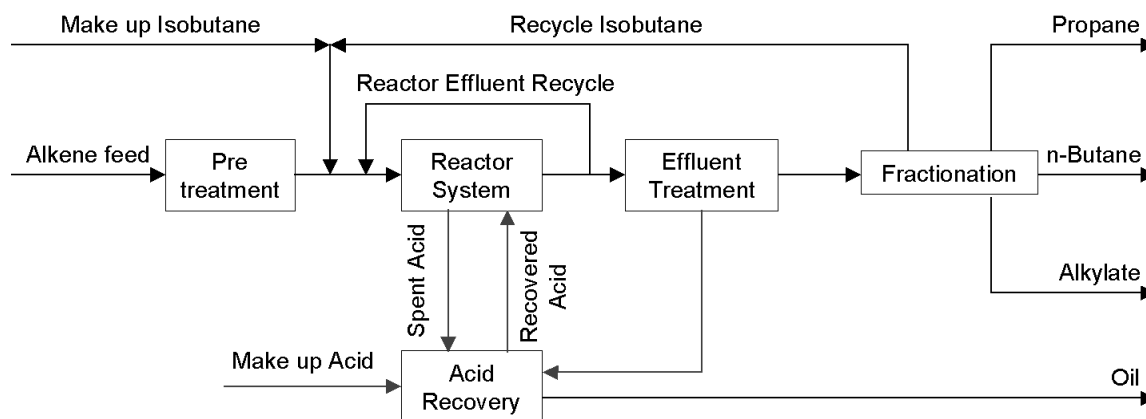 Make up Isobutane
Recycle Isobutane
Propane
Reactor Effluent Recycle
Alkene feed
Pre
treatment
Reactor
System
Effluent
Treatment
Fractionation
n-Butane
Spent Acid
Recovered
Acid
Alkylate
Make up Acid
Acid
Recovery
Oil